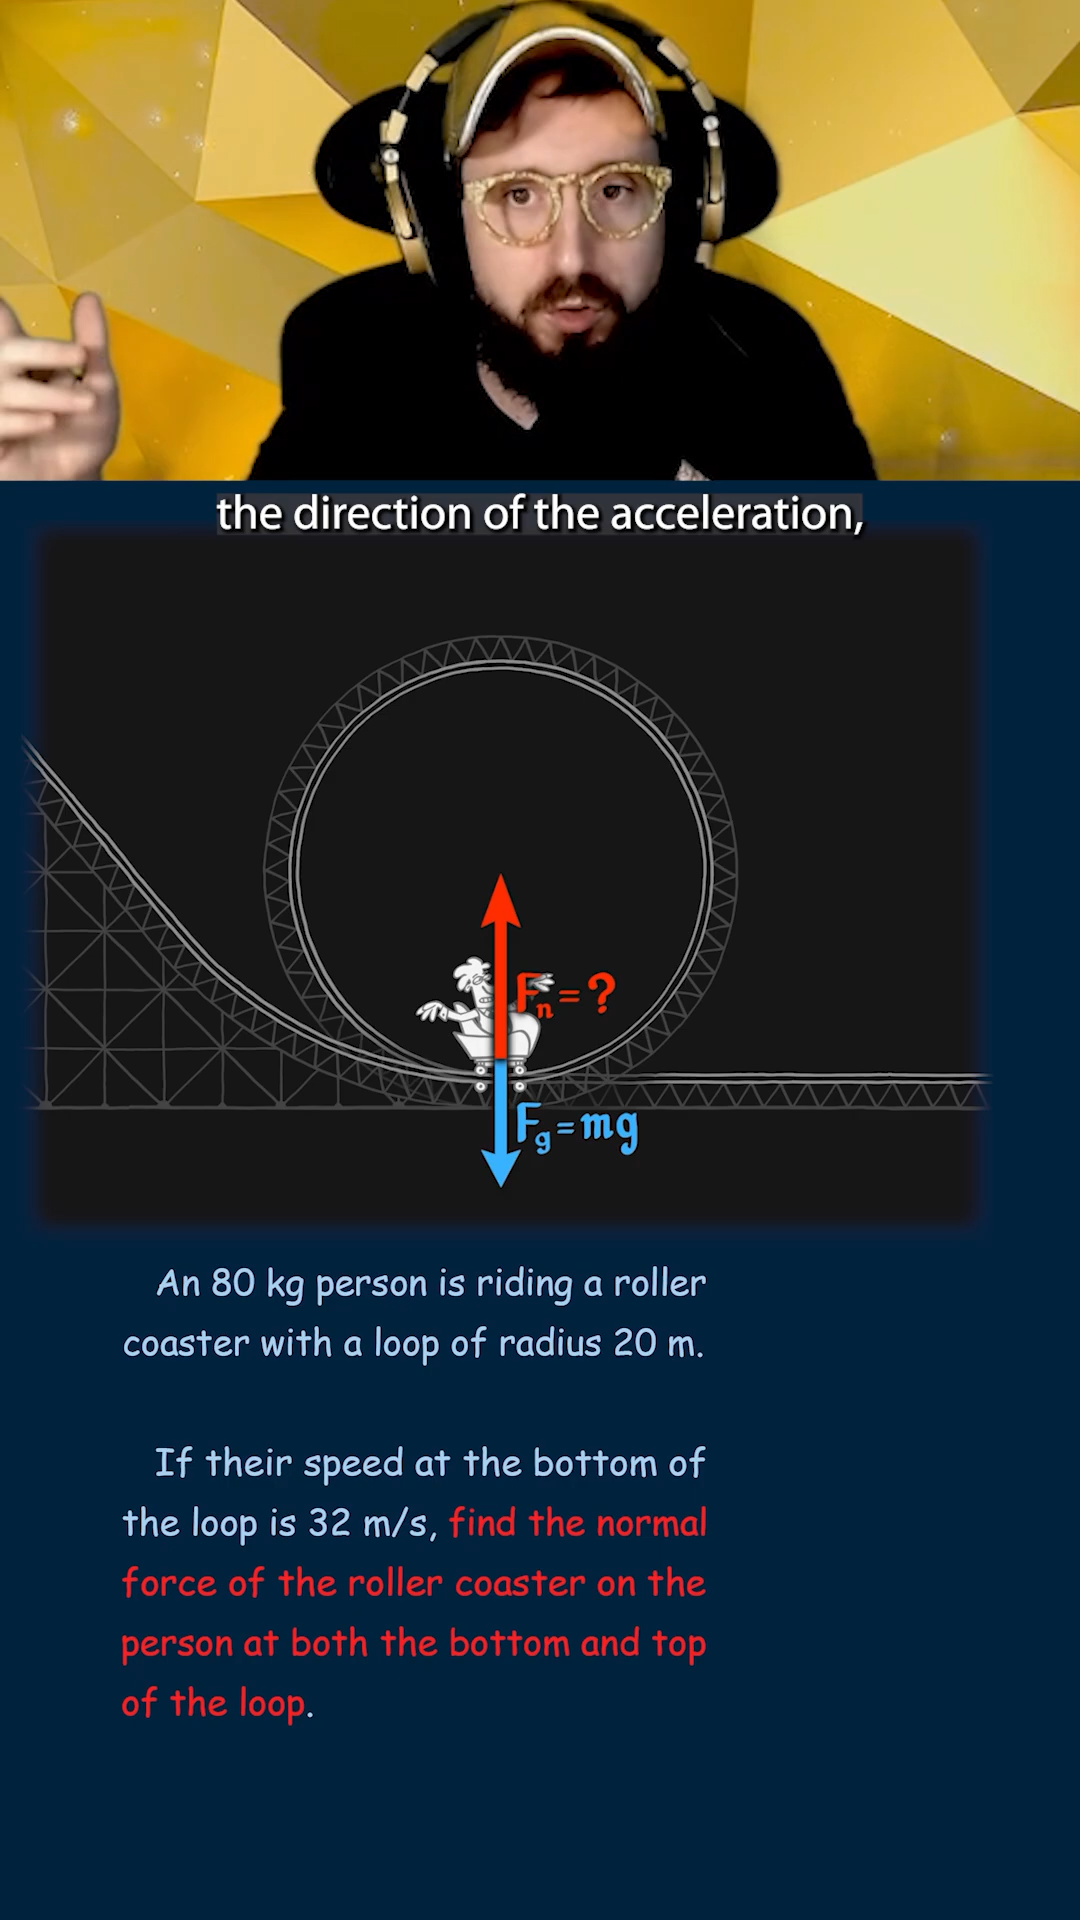 the direction of the acceleration,
Fn = ?
Fg = mg
An 80 kg person is riding a roller
coaster with a loop of radius 20 m.
If their speed at the bottom of
the loop is 32 m/s, find the normal
force of the roller coaster on the
person at both the bottom and top
of the loop.